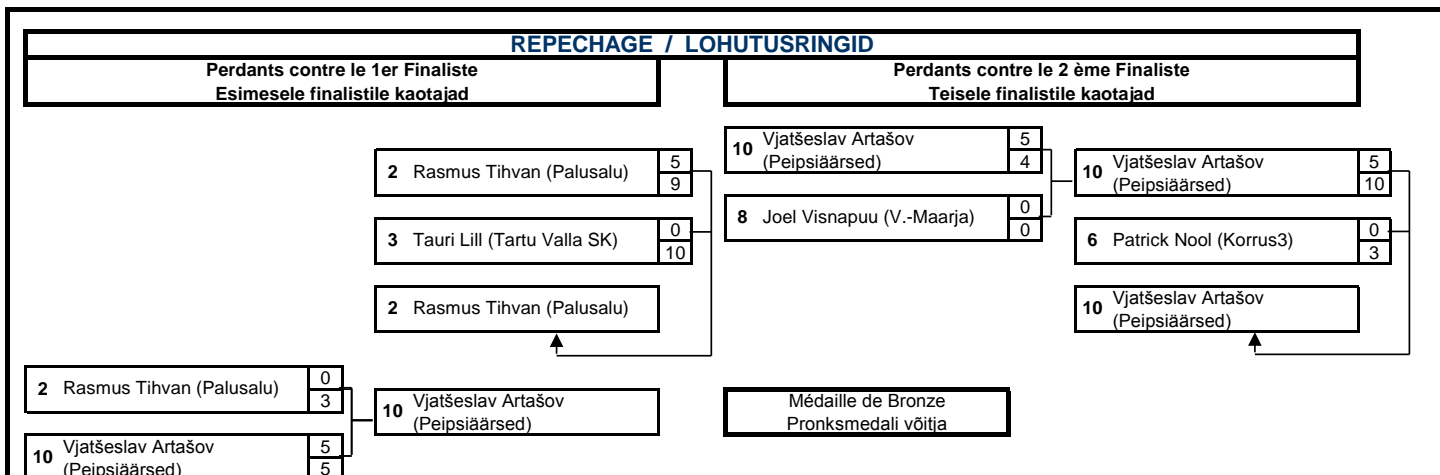 REPECHAGE / LOHUTUSRINGID
Perdants contre le 1er Finaliste
Esimesele finalistile kaotajad
Perdants contre le 2 ème Finaliste
Teisele finalistile kaotajad
2 Rasmus Tihvan (Palusalu) 5
9
3 Tauri Lill (Tartu Valla SK) 0
10
2 Rasmus Tihvan (Palusalu)
10 Vjatšeslav Artašov 5
(Peipsiäärsed) 4
8 Joel Visnapuu (V.-Maarja) 0
0
10 Vjatšeslav Artašov 5
(Peipsiäärsed) 10
6 Patrick Nool (Korrus3) 0
3
10 Vjatšeslav Artašov
(Peipsiäärsed)
2 Rasmus Tihvan (Palusalu) 0
3
10 Vjatšeslav Artašov 5
(Peipsiäärsed) 5
10 Vjatšeslav Artašov
(Peipsiäärsed)
Médaille de Bronze
Pronksmedali võitja